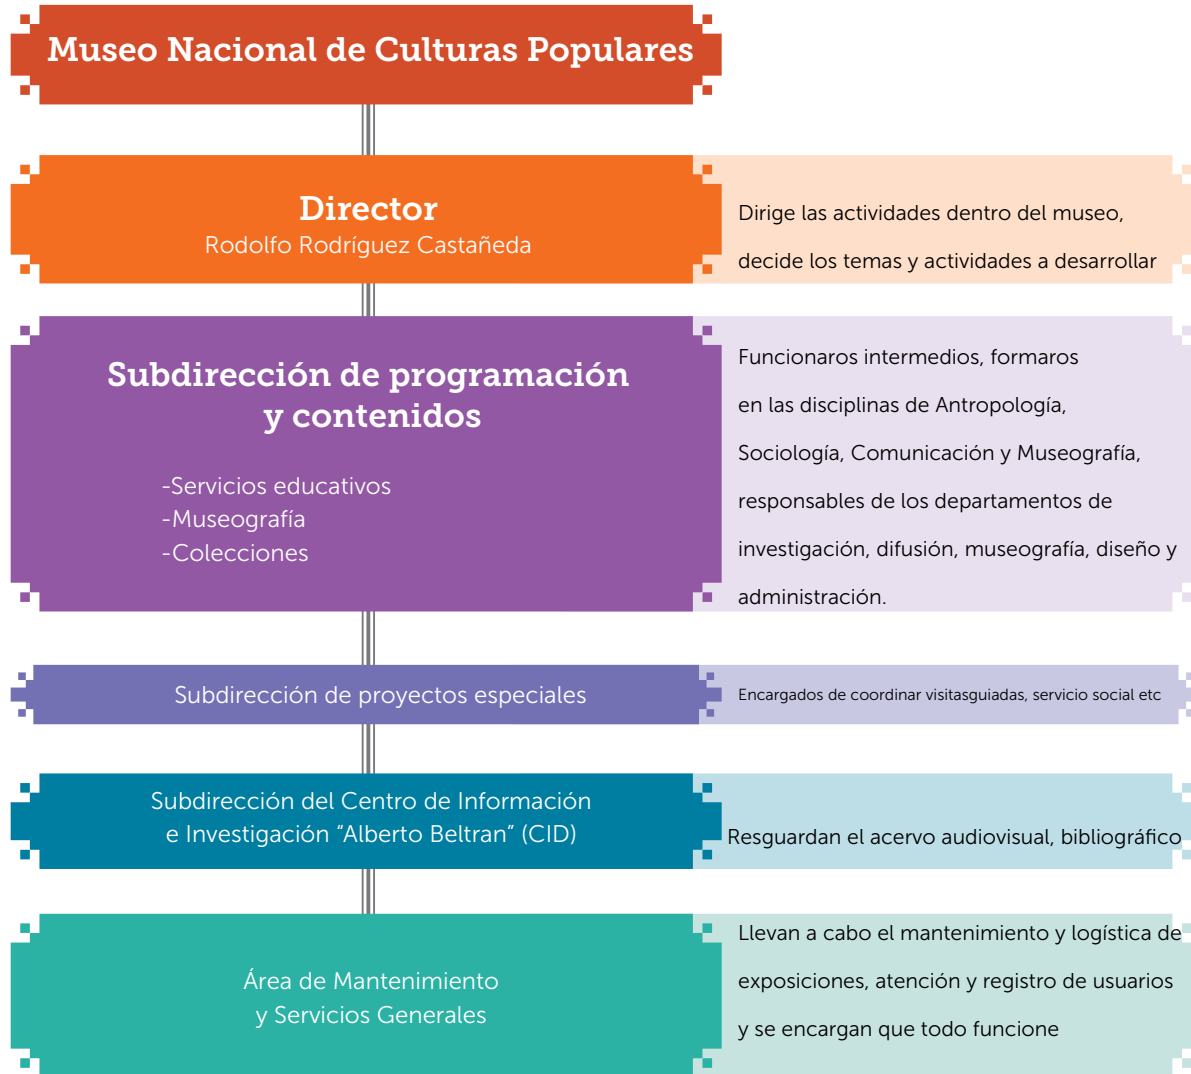 Museo Nacional de Culturas Populares
Director
Rodolfo Rodríguez Castañeda
Dirige las actividades dentro del museo,
decide los temas y actividades a desarrollar
Subdirección de programación
y contenidos
-Servicios educativos
-Museografía
-Colecciones
Funcionaros intermedios, formaros
en las disciplinas de Antropología,
Sociología, Comunicación y Museografía,
responsables de los departamentos de
investigación, difusión, museografía, diseño y
administración.
Subdirección de proyectos especiales
Encargados de coordinar visitasguiadas, servicio social etc
Subdirección del Centro de Información
e Investigación “Alberto Beltran” (CID)
Resguardan el acervo audiovisual, bibliográfico
Área de Mantenimiento
y Servicios Generales
Llevan a cabo el mantenimiento y logística de
exposiciones, atención y registro de usuarios
y se encargan que todo funcione